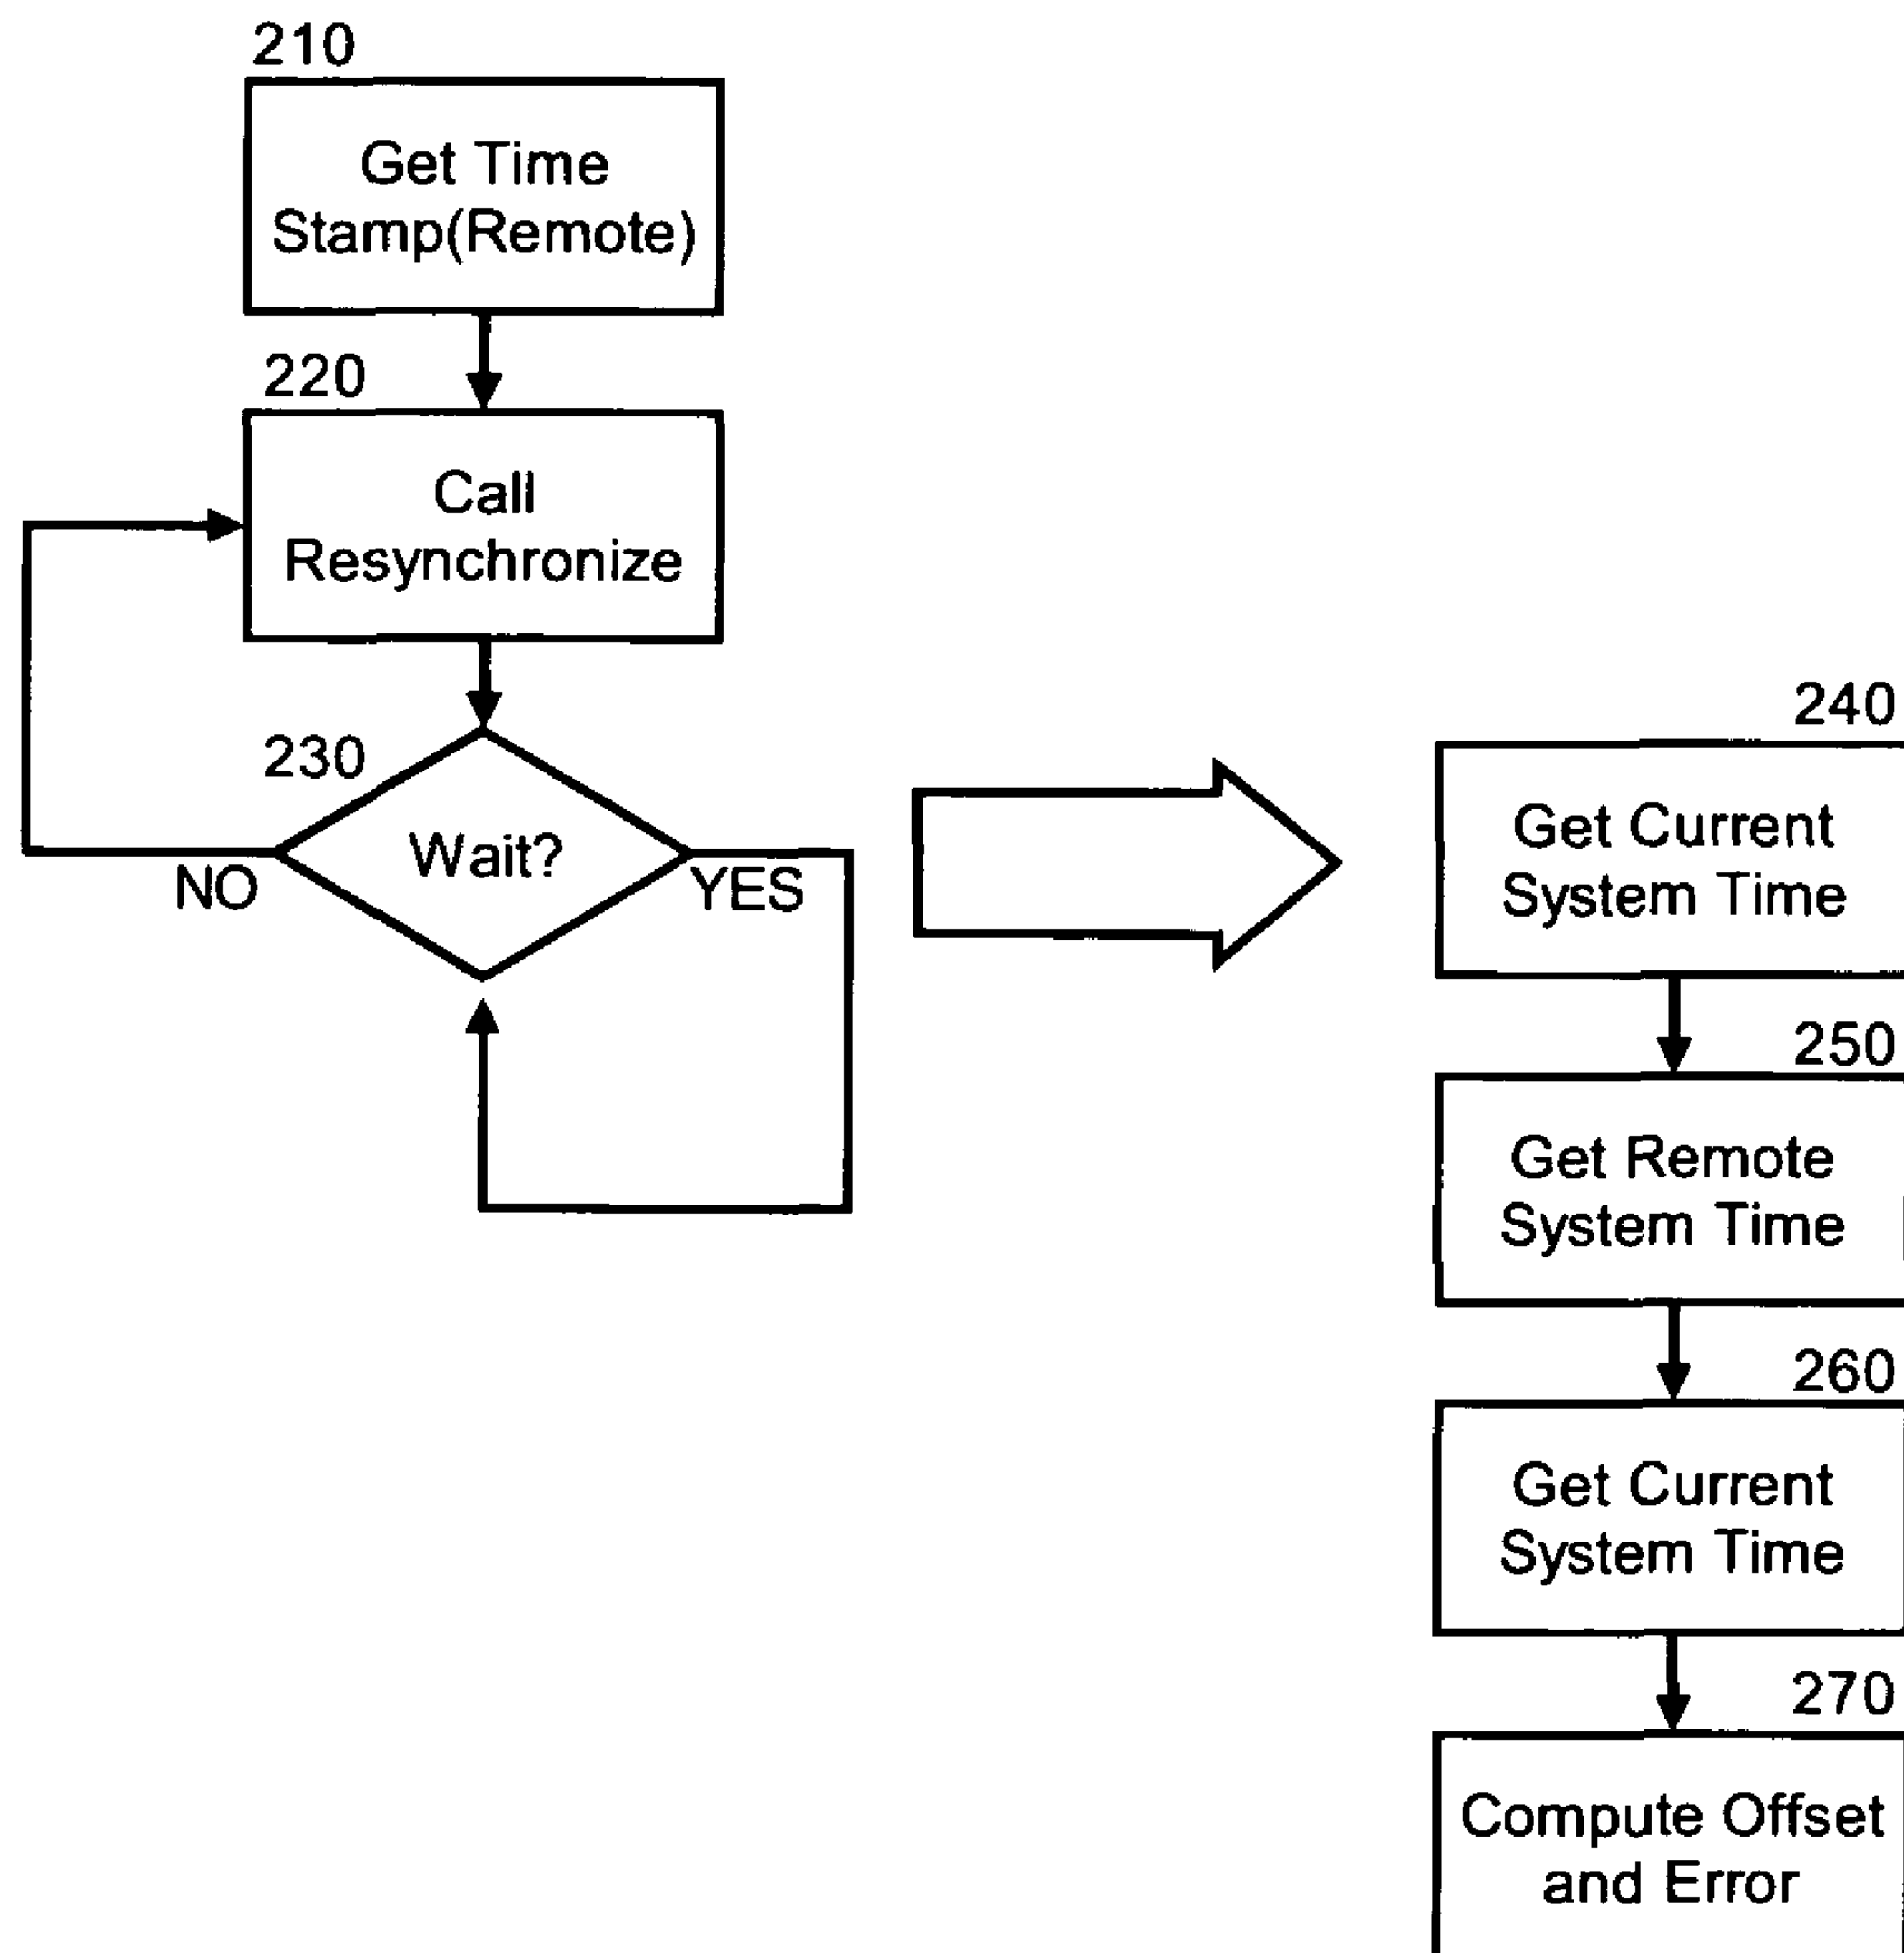 210
Get Time
Stamp(Remote)
220
Call
Resynchronize
230
Wait?
NO
YES
240
Get Current
System Time
250
Get Remote
System Time
260
Get Current
System Time
270
Compute Offset
and Error